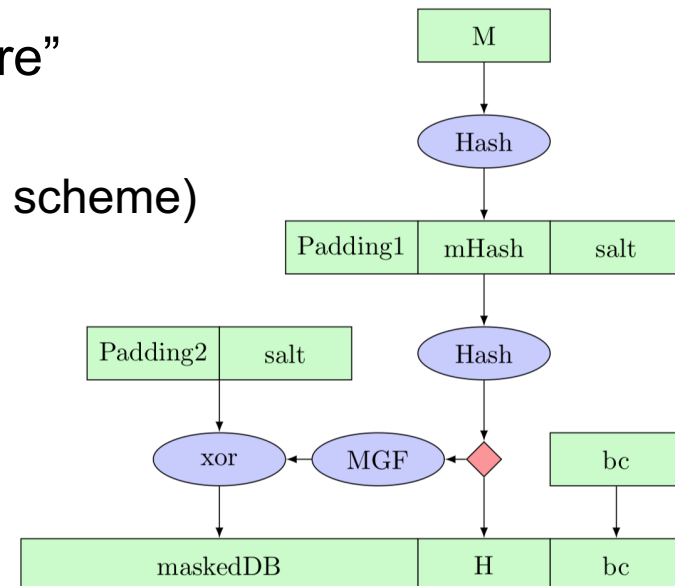 re”
scheme)
M
Hash
Padding1 mHash salt
Padding2 salt
Hash
xor MGF
bc
maskedDB H bc